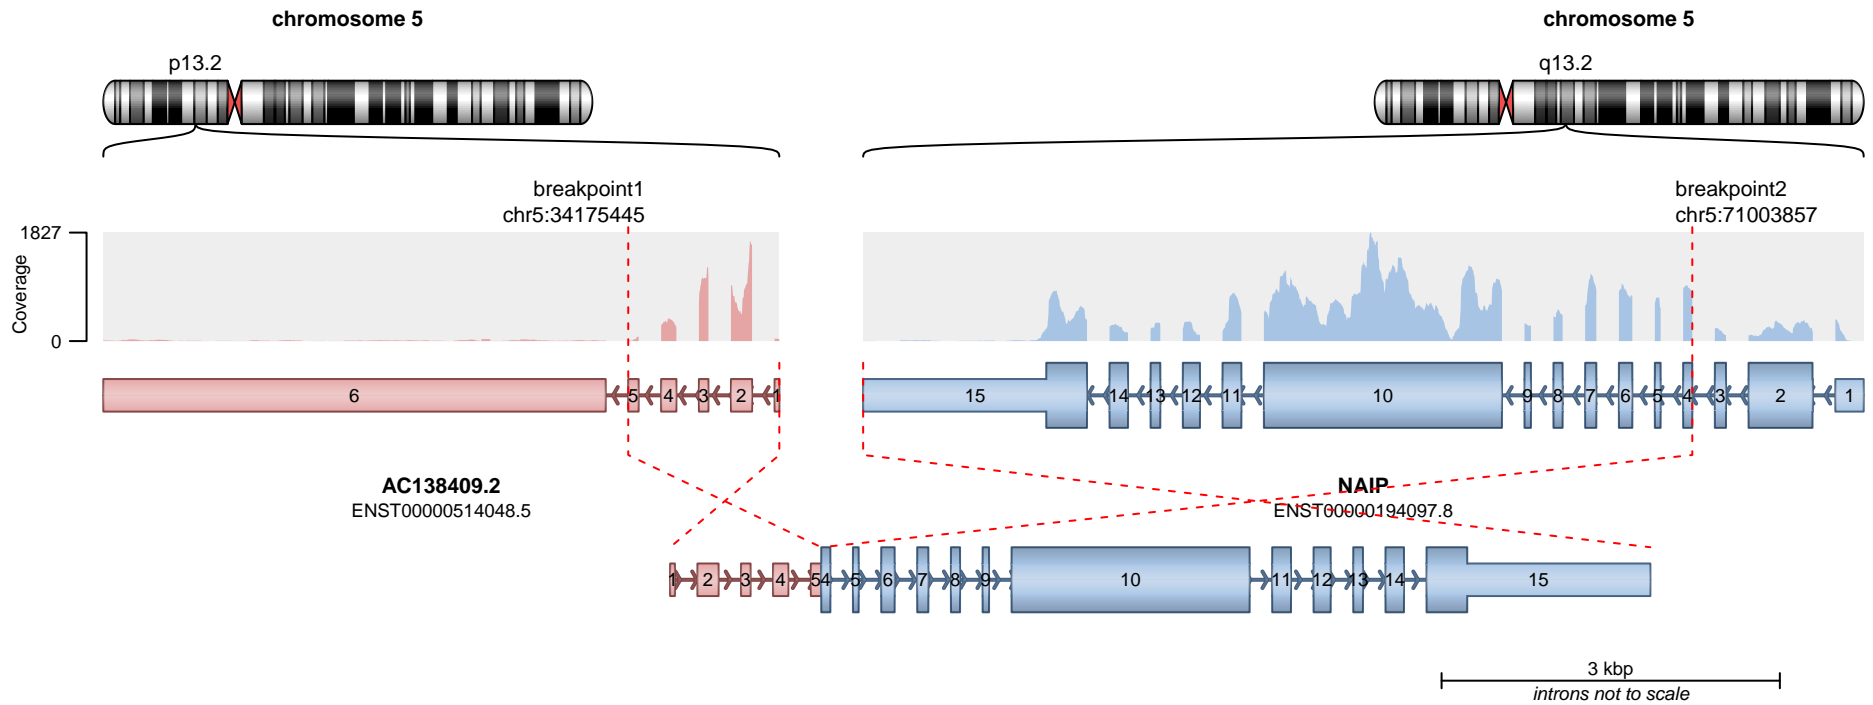 chromosome 5
chromosome 5
p13.2
q13.2
breakpoint1
chr5:34175445
breakpoint2
chr5:71003857
1827
Coverage
0
6 5 4 3 2 1
15 14 13 12 11 10 9 8 7 6 5 4 3 2 1
AC138409.2
ENST00000514048.5
NAIP
ENST00000194097.8
1 2 3 4 5 4 5 6 7 8 9 10 11 12 13 14 15
3 kbp
introns not to scale